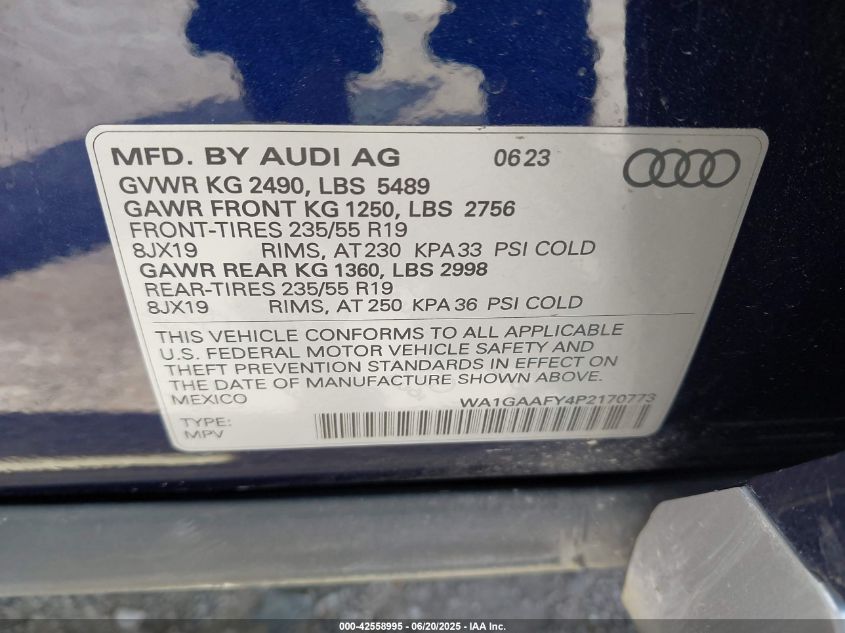 MFD. BY AUDI AG 0623
GVWR KG 2490, LBS 5489
GAWR FRONT KG 1250, LBS 2756
FRONT-TIRES 235/55 R19
8JX19 RIMS, AT 230 KPA 33 PSI COLD
GAWR REAR KG 1360, LBS 2998
REAR-TIRES 235/55 R19
8JX19 RIMS, AT 250 KPA 36 PSI COLD
THIS VEHICLE CONFORMS TO ALL APPLICABLE
U.S. FEDERAL MOTOR VEHICLE SAFETY AND
THEFT PREVENTION STANDARDS IN EFFECT ON
THE DATE OF MANUFACTURE SHOWN ABOVE.
MEXICO WA1GAAFY4P2170773
TYPE:
MPV
000-42558995 - 06/20/2025 - IAA Inc.